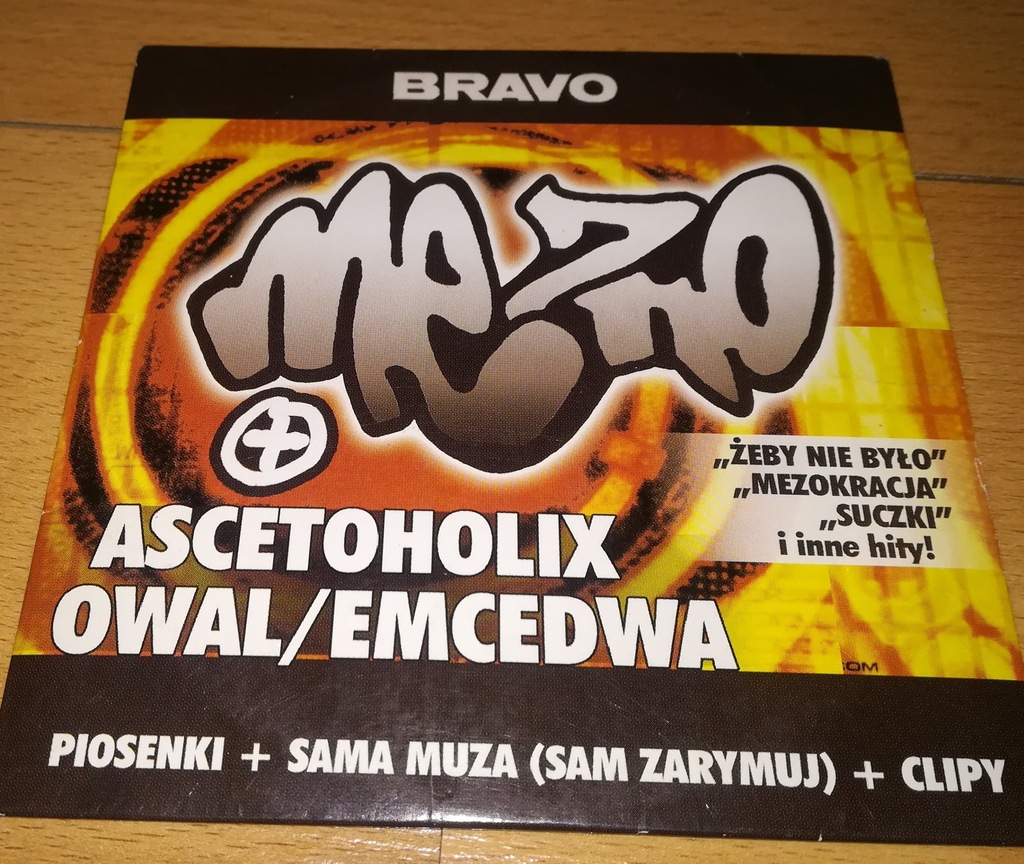 BRAVO
MEZO
+
„ŻEBY NIE BYŁO”
„MEZOKRACJA”
„SUCZKI”
i inne hity!
ASCETOHOLIX
OWAL/EMCEDWA
PIOSENKI + SAMA MUZA (SAM ZARYMUJ) + CLIPY